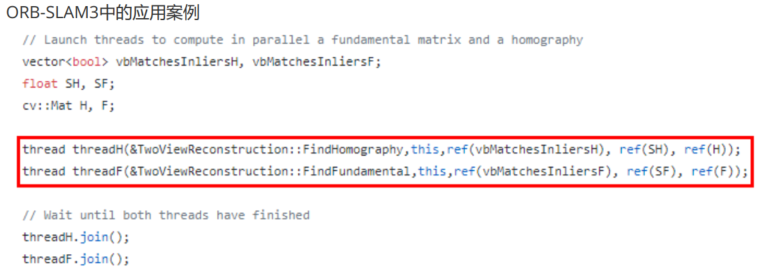 ORB-SLAM3中的应用案例
// Launch threads to compute in parallel a fundamental matrix and a homography
vector<bool> vbMatchesInliersH, vbMatchesInliersF;
float SH, SF;
cv::Mat H, F;
thread threadH(&TwoViewReconstruction::FindHomography,this,ref(vbMatchesInliersH), ref(SH), ref(H));
thread threadF(&TwoViewReconstruction::FindFundamental,this,ref(vbMatchesInliersF), ref(SF), ref(F));
// Wait until both threads have finished
threadH.join();
threadF.join();